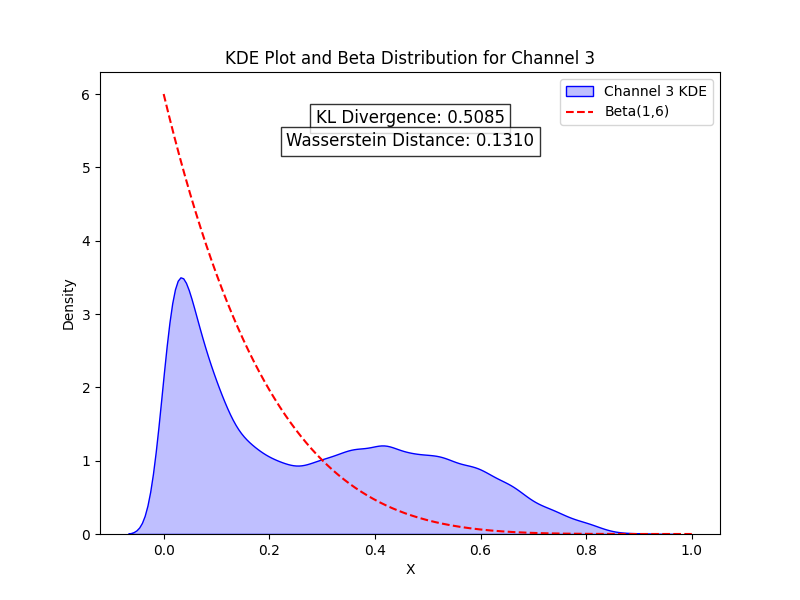 KDE Plot and Beta Distribution for Channel 3
KL Divergence: 0.5085
Wasserstein Distance: 0.1310
Channel 3 KDE
Beta(1,6)
Density
6
5
4
3
2
1
0
0.0 0.2 0.4 0.6 0.8 1.0
X